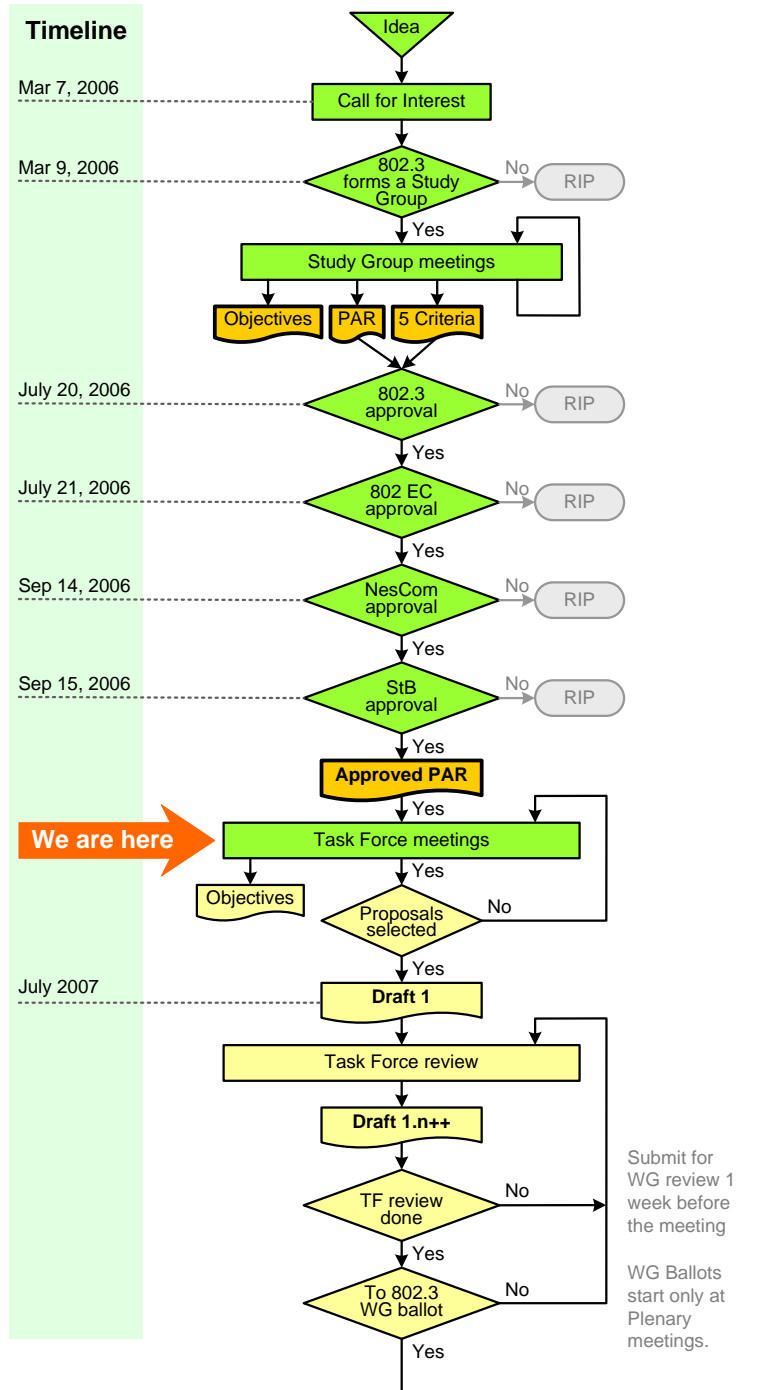 Timeline
Idea
Mar 7, 2006
Call for Interest
Mar 9, 2006
802.3
forms a Study
Group
No
RIP
Yes
Study Group meetings
Objectives
PAR
5 Criteria
July 20, 2006
802.3
approval
No
RIP
Yes
July 21, 2006
802 EC
approval
No
RIP
Yes
Sep 14, 2006
NesCom
approval
No
RIP
Yes
Sep 15, 2006
StB
approval
No
RIP
Yes
Approved PAR
Yes
We are here
Task Force meetings
Yes
Objectives
Proposals
selected
No
Yes
July 2007
Draft 1
Task Force review
Draft 1.n++
TF review
done
No
Yes
Submit for
WG review 1
week before
the meeting
To 802.3
WG ballot
No
Yes
WG Ballots
start only at
Plenary
meetings.